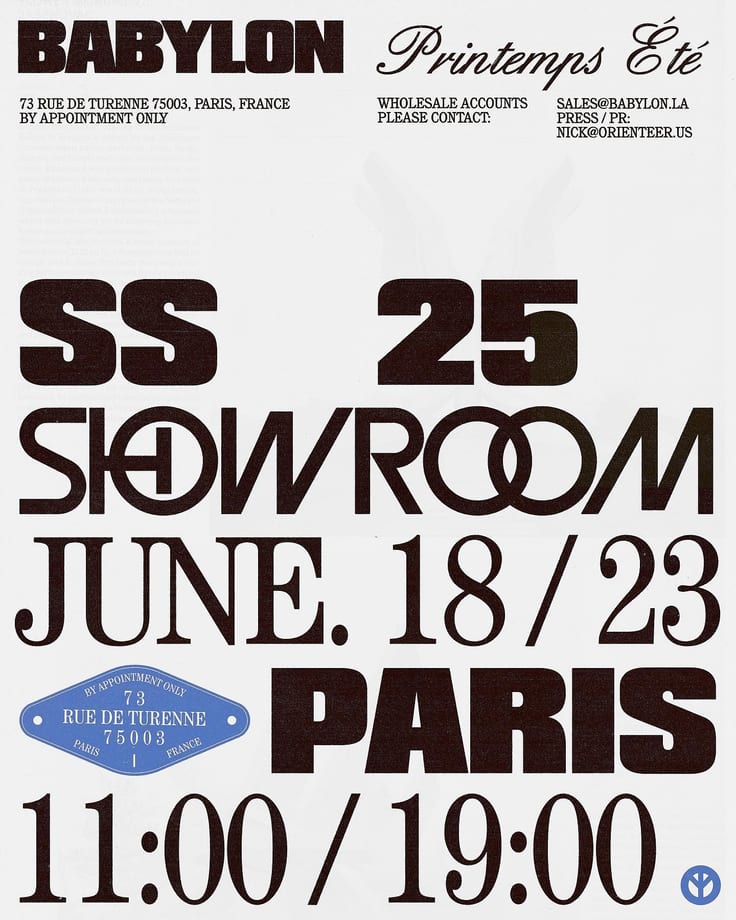 BABYLON
Printemps Été
73 RUE DE TURENNE 75003, PARIS, FRANCE
BY APPOINTMENT ONLY
WHOLESALE ACCOUNTS
PLEASE CONTACT:
SALES@BABYLON.LA
PRESS / PR:
NICK@ORIENTEER.US
SS 25
SHOWROOM
JUNE. 18 / 23
BY APPOINTMENT ONLY
73
RUE DE TURENNE
75003
PARIS FRANCE
PARIS
11:00 / 19:00